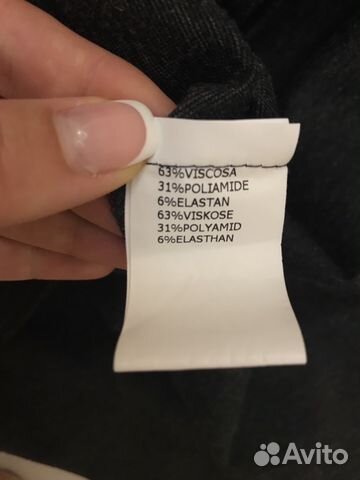 63%VISCOSA
31%POLIAMIDE
6%ELASTAN
63%VISKOSE
31%POLYAMID
6%ELASTHAN
Avito